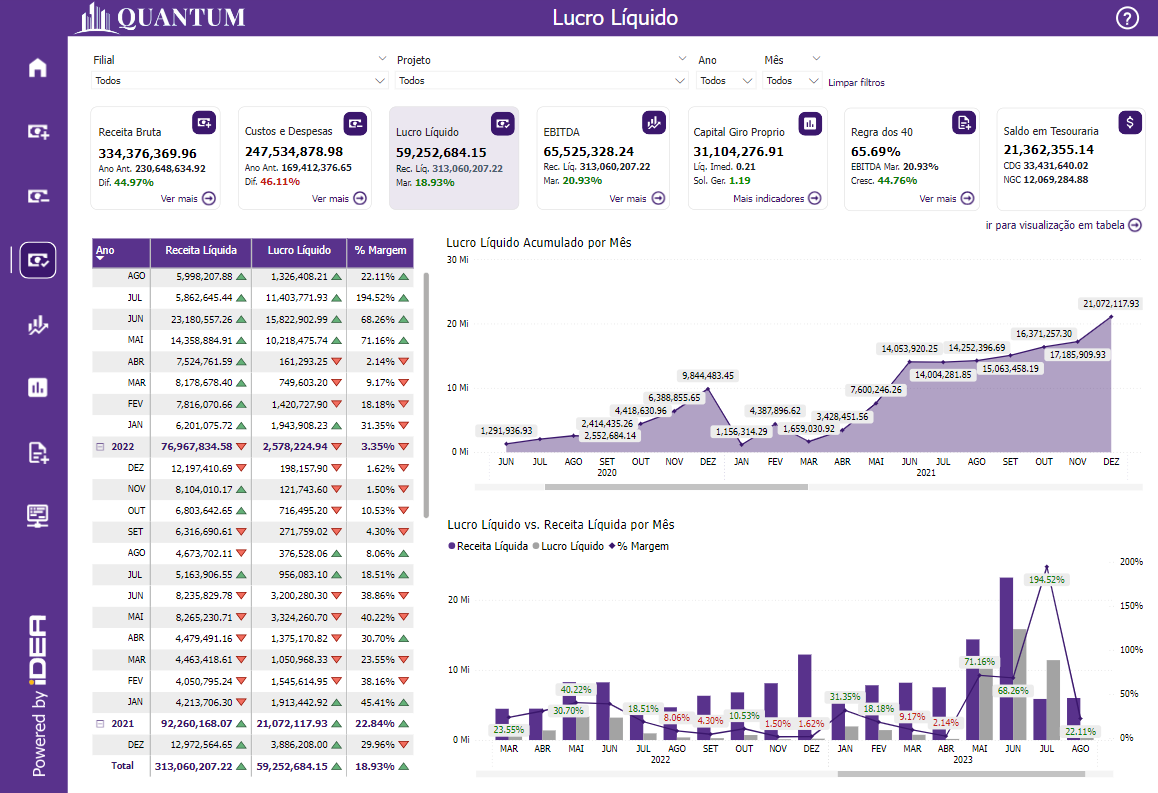 QUANTUM
Lucro Líquido
?
Filial
Projeto
Ano
Mês
Todos
Todos
Todos
Todos
Limpar filtros
Receita Bruta
334,376,369.96
Ano Ant. 230,648,634.92
Dif. 44.97%
Ver mais
Custos e Despesas
247,534,878.98
Ano Ant. 169,412,376.65
Dif. 46.11%
Ver mais
Lucro Líquido
59,252,684.15
Rec. Líq. 313,060,207.22
Mar. 18.93%
EBITDA
65,525,328.24
Rec. Líq. 313,060,207.22
Mar. 20.93%
Ver mais
Capital Giro Proprio
31,104,276.91
Líq. Imed. 0.21
Sol. Ger. 1.19
Mais indicadores
Regra dos 40
65.69%
EBITDA Mar. 20.93%
Cresc. 44.76%
Ver mais
$
Saldo em Tesouraria
21,362,355.14
CDG 33,431,640.02
NGC 12,069,284.88
ir para visualização em tabela
Ano Receita Líquida Lucro Líquido % Margem
AGO 5,998,207.88 1,326,408.21 22.11%
JUL 5,862,645.44 11,403,771.93 194.52%
JUN 23,180,557.26 15,822,902.99 68.26%
MAI 14,358,884.91 10,218,475.74 71.16%
ABR 7,524,761.59 161,293.25 2.14%
MAR 8,178,678.40 749,603.20 9.17%
FEV 7,816,070.66 1,420,727.90 18.18%
JAN 6,201,075.72 1,943,908.23 31.35%
2022 76,967,834.58 2,578,224.94 3.35%
DEZ 12,197,410.69 198,157.90 1.62%
NOV 8,104,010.17 121,743.60 1.50%
OUT 6,803,642.65 716,495.20 10.53%
SET 6,316,690.61 271,759.02 4.30%
AGO 4,673,702.11 376,528.06 8.06%
JUL 5,163,906.55 956,083.10 18.51%
JUN 8,235,829.78 3,200,280.30 38.86%
MAI 8,265,230.71 3,324,260.70 40.22%
ABR 4,479,491.16 1,375,170.82 30.70%
MAR 4,463,418.61 1,050,968.33 23.55%
FEV 4,050,795.24 1,545,614.95 38.16%
JAN 4,213,706.30 1,913,442.92 45.41%
2021 92,260,168.07 21,072,117.93 22.84%
DEZ 12,972,564.65 3,886,208.00 29.96%
Total 313,060,207.22 59,252,684.15 18.93%
Lucro Líquido Acumulado por Mês
30 Mi
20 Mi
10 Mi
0 Mi
1,291,936.93
2,414,435.26
2,552,684.14
4,418,630.96
6,388,855.65
9,844,483.45
1,156,314.29
4,387,896.62
1,659,030.92
3,428,451.56
7,600,246.26
14,053,920.25
14,004,281.85
14,252,396.69
15,063,458.19
16,371,257.30
17,185,909.93
21,072,117.93
JUN JUL AGO SET OUT NOV DEZ JAN FEV MAR ABR MAI JUN JUL AGO SET OUT NOV DEZ
2020 2021
Lucro Líquido vs. Receita Líquida por Mês
Receita Líquida Lucro Líquido % Margem
20 Mi
10 Mi
0 Mi
200%
150%
100%
50%
0%
23.55%
30.70%
40.22%
18.51%
8.06%
4.30%
10.53%
1.50%
1.62%
31.35%
18.18%
9.17%
2.14%
71.16%
68.26%
194.52%
22.11%
MAR ABR MAI JUN JUL AGO SET OUT NOV DEZ JAN FEV MAR ABR MAI JUN JUL AGO
2022 2023
Powered by iDEA